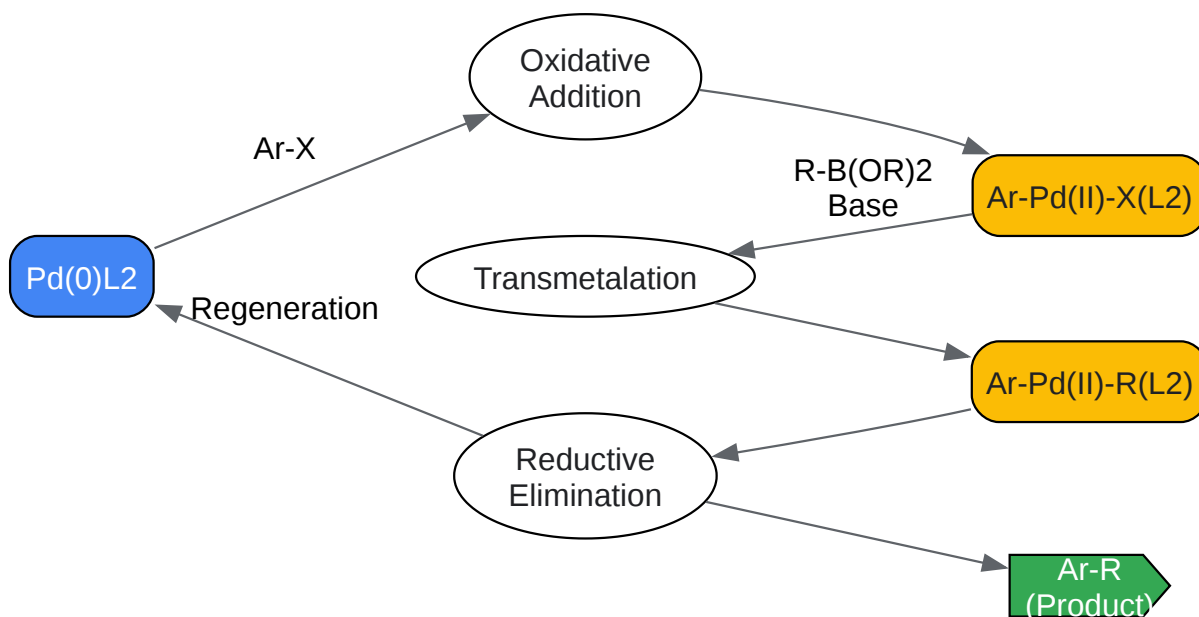 Oxidative
Addition
Ar-X
R-B(OR)2
Base
Ar-Pd(II)-X(L2)
Pd(0)L2
Transmetalation
Regeneration
Ar-Pd(II)-R(L2)
Reductive
Elimination
Ar-R
(Product)